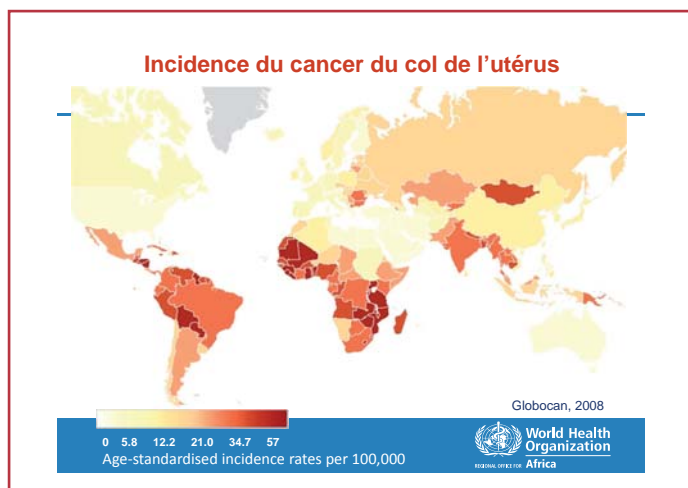 Incidence du cancer du col de l’utérus
Globocan, 2008
0 5.8 12.2 21.0 34.7 57
Age-standardised incidence rates per 100,000
World Health
Organization
REGIONAL OFFICE FOR Africa